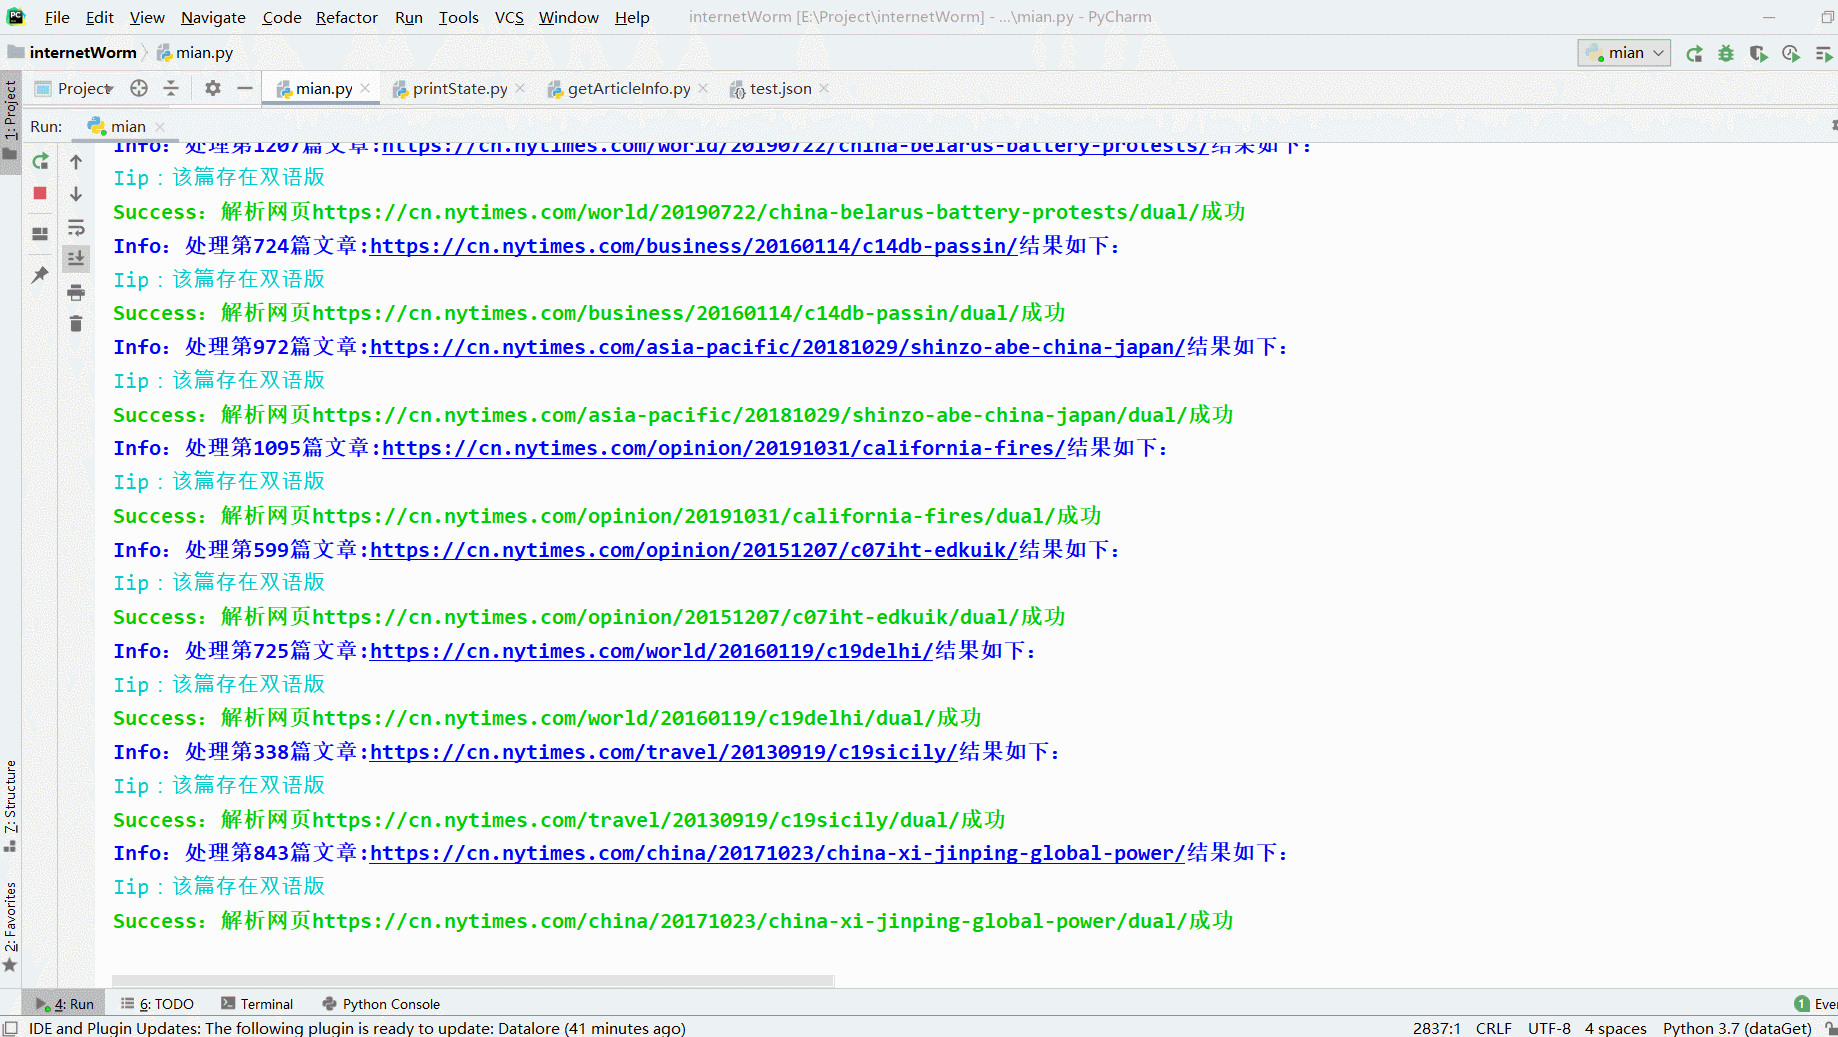 File Edit View Navigate Code Refactor Run Tools VCS Window Help internetWorm [E:\Project\internetWorm] - ...\mian.py - PyCharm
internetWorm mian.py mian
1: Project
Project mian.py printState.py getArticleInfo.py test.json
Run: mian
Info: 处理第1207篇文章:https://cn.nytimes.com/world/20190722/china-belarus-battery-protests/结果如下:
Iip：该篇存在双语版
Success: 解析网页https://cn.nytimes.com/world/20190722/china-belarus-battery-protests/dual/成功
Info: 处理第724篇文章:https://cn.nytimes.com/business/20160114/c14db-passin/结果如下:
Iip：该篇存在双语版
Success: 解析网页https://cn.nytimes.com/business/20160114/c14db-passin/dual/成功
Info: 处理第972篇文章:https://cn.nytimes.com/asia-pacific/20181029/shinzo-abe-china-japan/结果如下:
Iip：该篇存在双语版
Success: 解析网页https://cn.nytimes.com/asia-pacific/20181029/shinzo-abe-china-japan/dual/成功
Info: 处理第1095篇文章:https://cn.nytimes.com/opinion/20191031/california-fires/结果如下:
Iip：该篇存在双语版
Success: 解析网页https://cn.nytimes.com/opinion/20191031/california-fires/dual/成功
Info: 处理第599篇文章:https://cn.nytimes.com/opinion/20151207/c07iht-edkuik/结果如下:
Iip：该篇存在双语版
Success: 解析网页https://cn.nytimes.com/opinion/20151207/c07iht-edkuik/dual/成功
Info: 处理第725篇文章:https://cn.nytimes.com/world/20160119/c19delhi/结果如下:
Iip：该篇存在双语版
Success: 解析网页https://cn.nytimes.com/world/20160119/c19delhi/dual/成功
Info: 处理第338篇文章:https://cn.nytimes.com/travel/20130919/c19sicily/结果如下:
Iip：该篇存在双语版
Success: 解析网页https://cn.nytimes.com/travel/20130919/c19sicily/dual/成功
Info: 处理第843篇文章:https://cn.nytimes.com/china/20171023/china-xi-jinping-global-power/结果如下:
Iip：该篇存在双语版
Success: 解析网页https://cn.nytimes.com/china/20171023/china-xi-jinping-global-power/dual/成功
7: Structure
2: Favorites
4: Run 6: TODO Terminal Python Console 1 Eve
IDE and Plugin Updates: The following plugin is ready to update: Datalore (41 minutes ago) 2837:1 CRLF UTF-8 4 spaces Python 3.7 (dataGet)